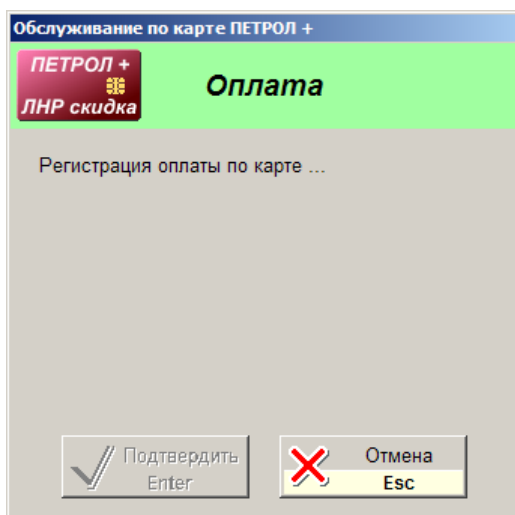 Обслуживание по карте ПЕТРОЛ +
ПЕТРОЛ +
ЛНР скидка
Оплата
Регистрация оплаты по карте ...
Подтвердить
Enter
Отмена
Esc